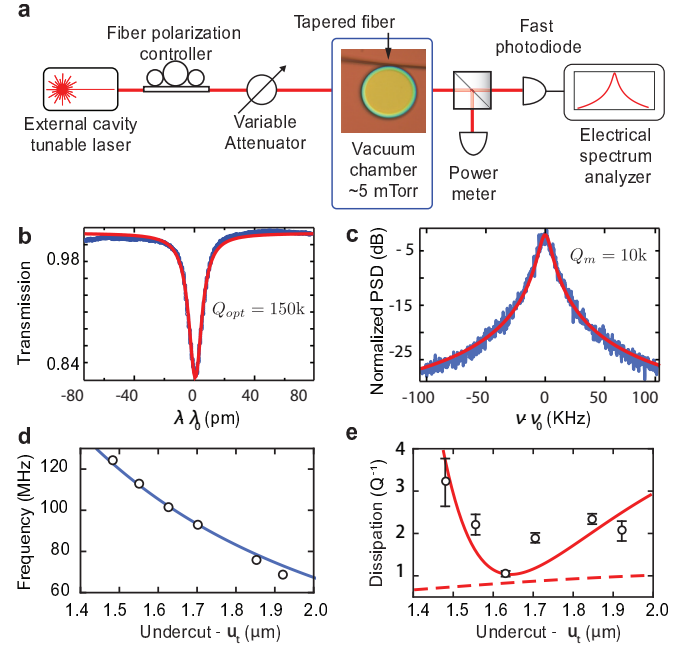 a
Tapered fiber
Fiber polarization
controller
Fast
photodiode
External cavity
tunable laser
Variable
Attenuator
Vacuum
chamber
~5 mTorr
Power
meter
Electrical
spectrum
analyzer
b
Transmission
0.98
0.84
Q_opt = 150k
-80
-40
0
40
80
λ λ_0 (pm)
c
Normalized PSD (dB)
-5
-15
-25
Q_m = 10k
-100
-50
0
50
100
ν ν_0 (KHz)
d
Frequency (MHz)
120
100
80
60
1.4
1.5
1.6
1.7
1.8
1.9
2.0
Undercut - u_t (μm)
e
Dissipation (Q⁻¹)
4
3
2
1
1.4
1.5
1.6
1.7
1.8
1.9
2.0
Undercut - u_t (μm)